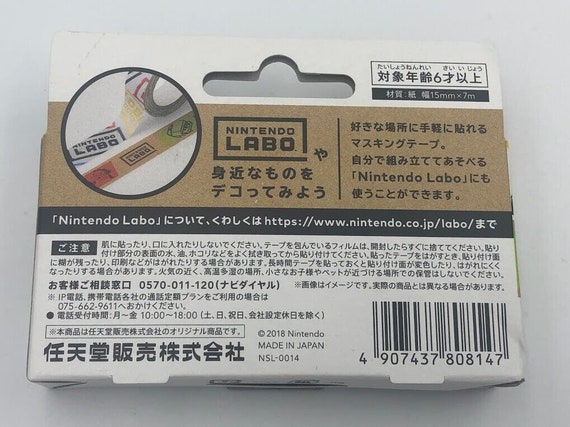 たいしょうねんれい さい いじょう
対象年齢6才以上
材質:紙 幅15mm×7m
NINTENDO
LABO
NINTENDO
LABO や
身近なものを
デコってみよう
好きな場所に手軽に貼れる
マスキングテープ。
自分で組み立ててあそべる
「Nintendo Labo」にも
使うことができます。
「Nintendo Labo」について、くわしくは https://www.nintendo.co.jp/labo/ まで
ご注意 肌に貼ったり、口に入れたりしないでください。テープを包んでいるフィルムは、開封したらすぐに捨ててください。貼り
付け部分の表面の水、油、ホコリなどをよく拭き取ってから貼り付けてください。貼ったテープをはがすとき、貼り付け面
に糊が残ったり、印刷などがはがれたりする場合があります。長時間テープを貼っておくと貼り付け面が変色したり、はがれにくく
なったりする場合があります。火気の近く、高温多湿の場所、小さなお子様やペットが近づける場所での保管はしないでください。
お客様ご相談窓口 0570-011-120(ナビダイヤル) ※画像はイメージです。実際の商品とは異なる場合があります。
※ IP電話、携帯電話各社の通話定額プランをご利用の場合は
075-662-9611へおかけください。
● 電話受付時間:月~金 10:00~18:00(土、日、祝日、会社設定休日を除く)
※本商品は任天堂販売株式会社のオリジナル商品です。
任天堂販売株式会社
©2018 Nintendo
MADE IN JAPAN
NSL-0014
4 907437 808147